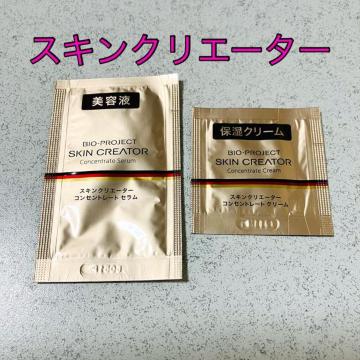 スキンクリエーター
美容液
BIO-PROJECT
SKIN CREATOR
Concentrate Serum
スキンクリエーター
コンセントレート セラム
保湿クリーム
BIO-PROJECT
SKIN CREATOR
Concentrate Cream
スキンクリエーター
コンセントレート クリーム